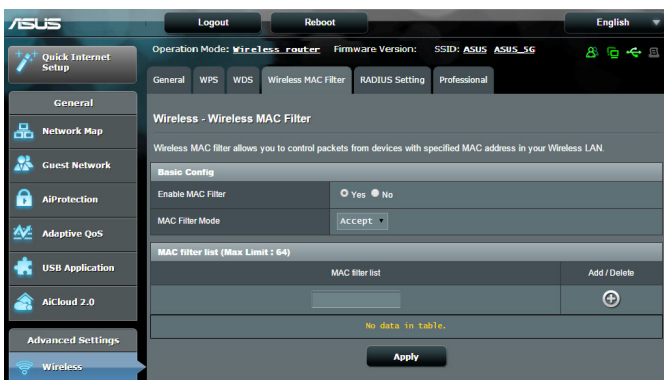 ASUS
Logout
Reboot
English
Quick Internet Setup
Operation Mode: Wireless router Firmware Version: SSID: ASUS ASUS_5G
General
WPS
WDS
Wireless MAC Filter
RADIUS Setting
Professional
General
Network Map
Guest Network
AiProtection
Adaptive QoS
USB Application
AiCloud 2.0
Advanced Settings
Wireless
Wireless - Wireless MAC Filter
Wireless MAC filter allows you to control packets from devices with specified MAC address in your Wireless LAN.
Basic Config
Enable MAC Filter
Yes No
MAC Filter Mode
Accept
MAC filter list (Max Limit : 64)
MAC filter list
Add / Delete
No data in table.
Apply